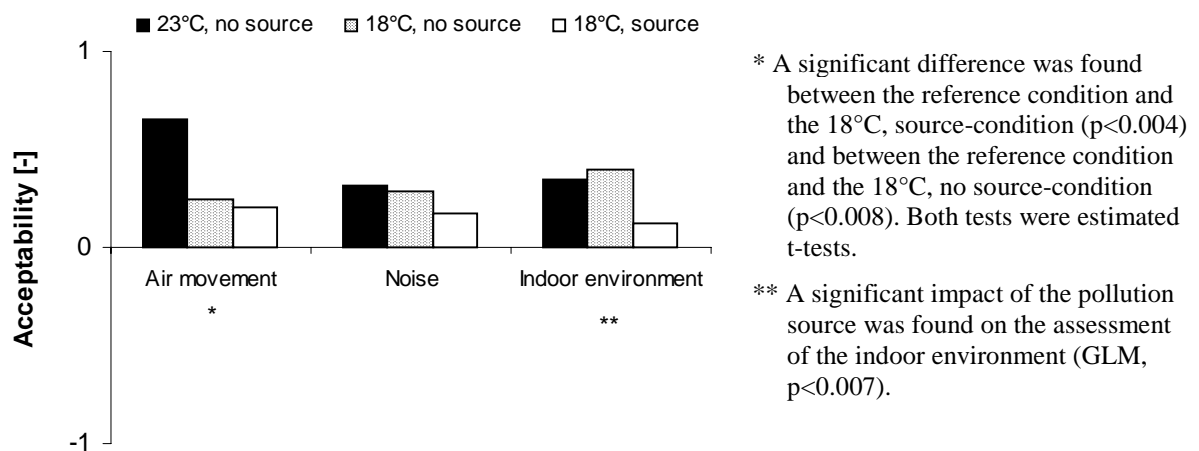 23°C, no source 18°C, no source 18°C, source
1
0
-1
Acceptability [-]
Air movement Noise Indoor environment
* **
* A significant difference was found
between the reference condition and
the 18°C, source-condition (p<0.004)
and between the reference condition
and the 18°C, no source-condition
(p<0.008). Both tests were estimated
t-tests.
** A significant impact of the pollution
source was found on the assessment
of the indoor environment (GLM,
p<0.007).